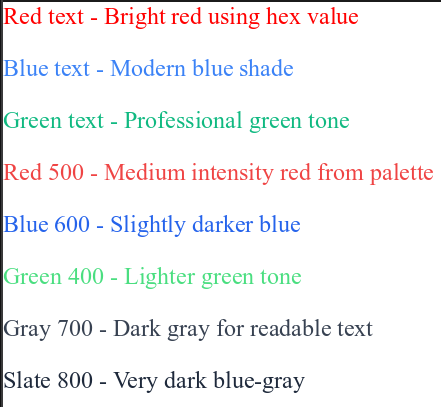 Red text - Bright red using hex value
Blue text - Modern blue shade
Green text - Professional green tone
Red 500 - Medium intensity red from palette
Blue 600 - Slightly darker blue
Green 400 - Lighter green tone
Gray 700 - Dark gray for readable text
Slate 800 - Very dark blue-gray